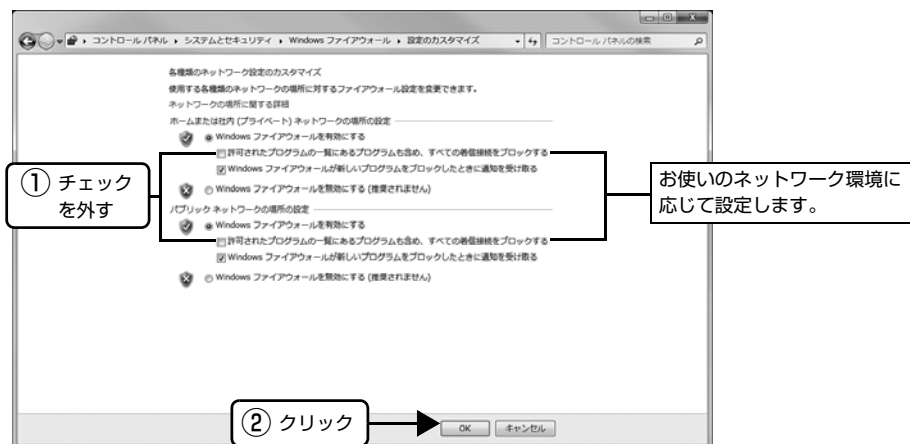 コントロール パネル ▸ システムとセキュリティ ▸ Windows ファイアウォール ▸ 設定のカスタマイズ
コントロール パネルの検索
各種類のネットワーク設定のカスタマイズ
使用する各種類のネットワークの場所に対するファイアウォール設定を変更できます。
ネットワークの場所に関する詳細
ホームまたは社内 (プライベート) ネットワークの場所の設定
Windows ファイアウォールを有効にする
許可されたプログラムの一覧にあるプログラムも含め、すべての着信接続をブロックする
Windows ファイアウォールが新しいプログラムをブロックしたときに通知を受け取る
Windows ファイアウォールを無効にする (推奨されません)
① チェック
を外す
お使いのネットワーク環境に
応じて設定します。
パブリック ネットワークの場所の設定
Windows ファイアウォールを有効にする
許可されたプログラムの一覧にあるプログラムも含め、すべての着信接続をブロックする
Windows ファイアウォールが新しいプログラムをブロックしたときに通知を受け取る
Windows ファイアウォールを無効にする (推奨されません)
② クリック
OK
キャンセル